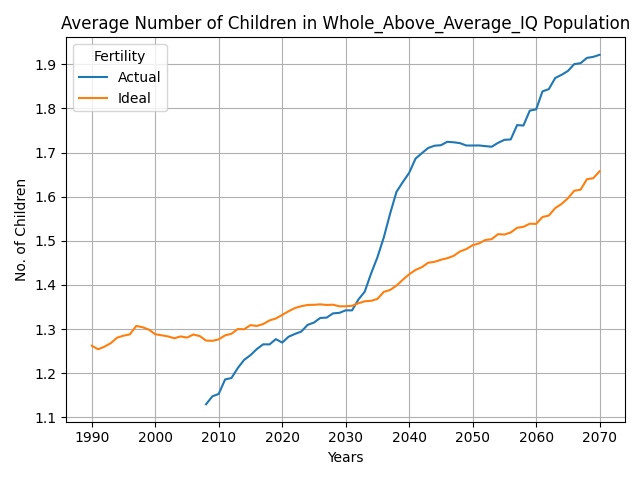 Average Number of Children in Whole_Above_Average_IQ Population
Fertility
Actual
Ideal
No. of Children
1.9
1.8
1.7
1.6
1.5
1.4
1.3
1.2
1.1
1990 2000 2010 2020 2030 2040 2050 2060 2070
Years